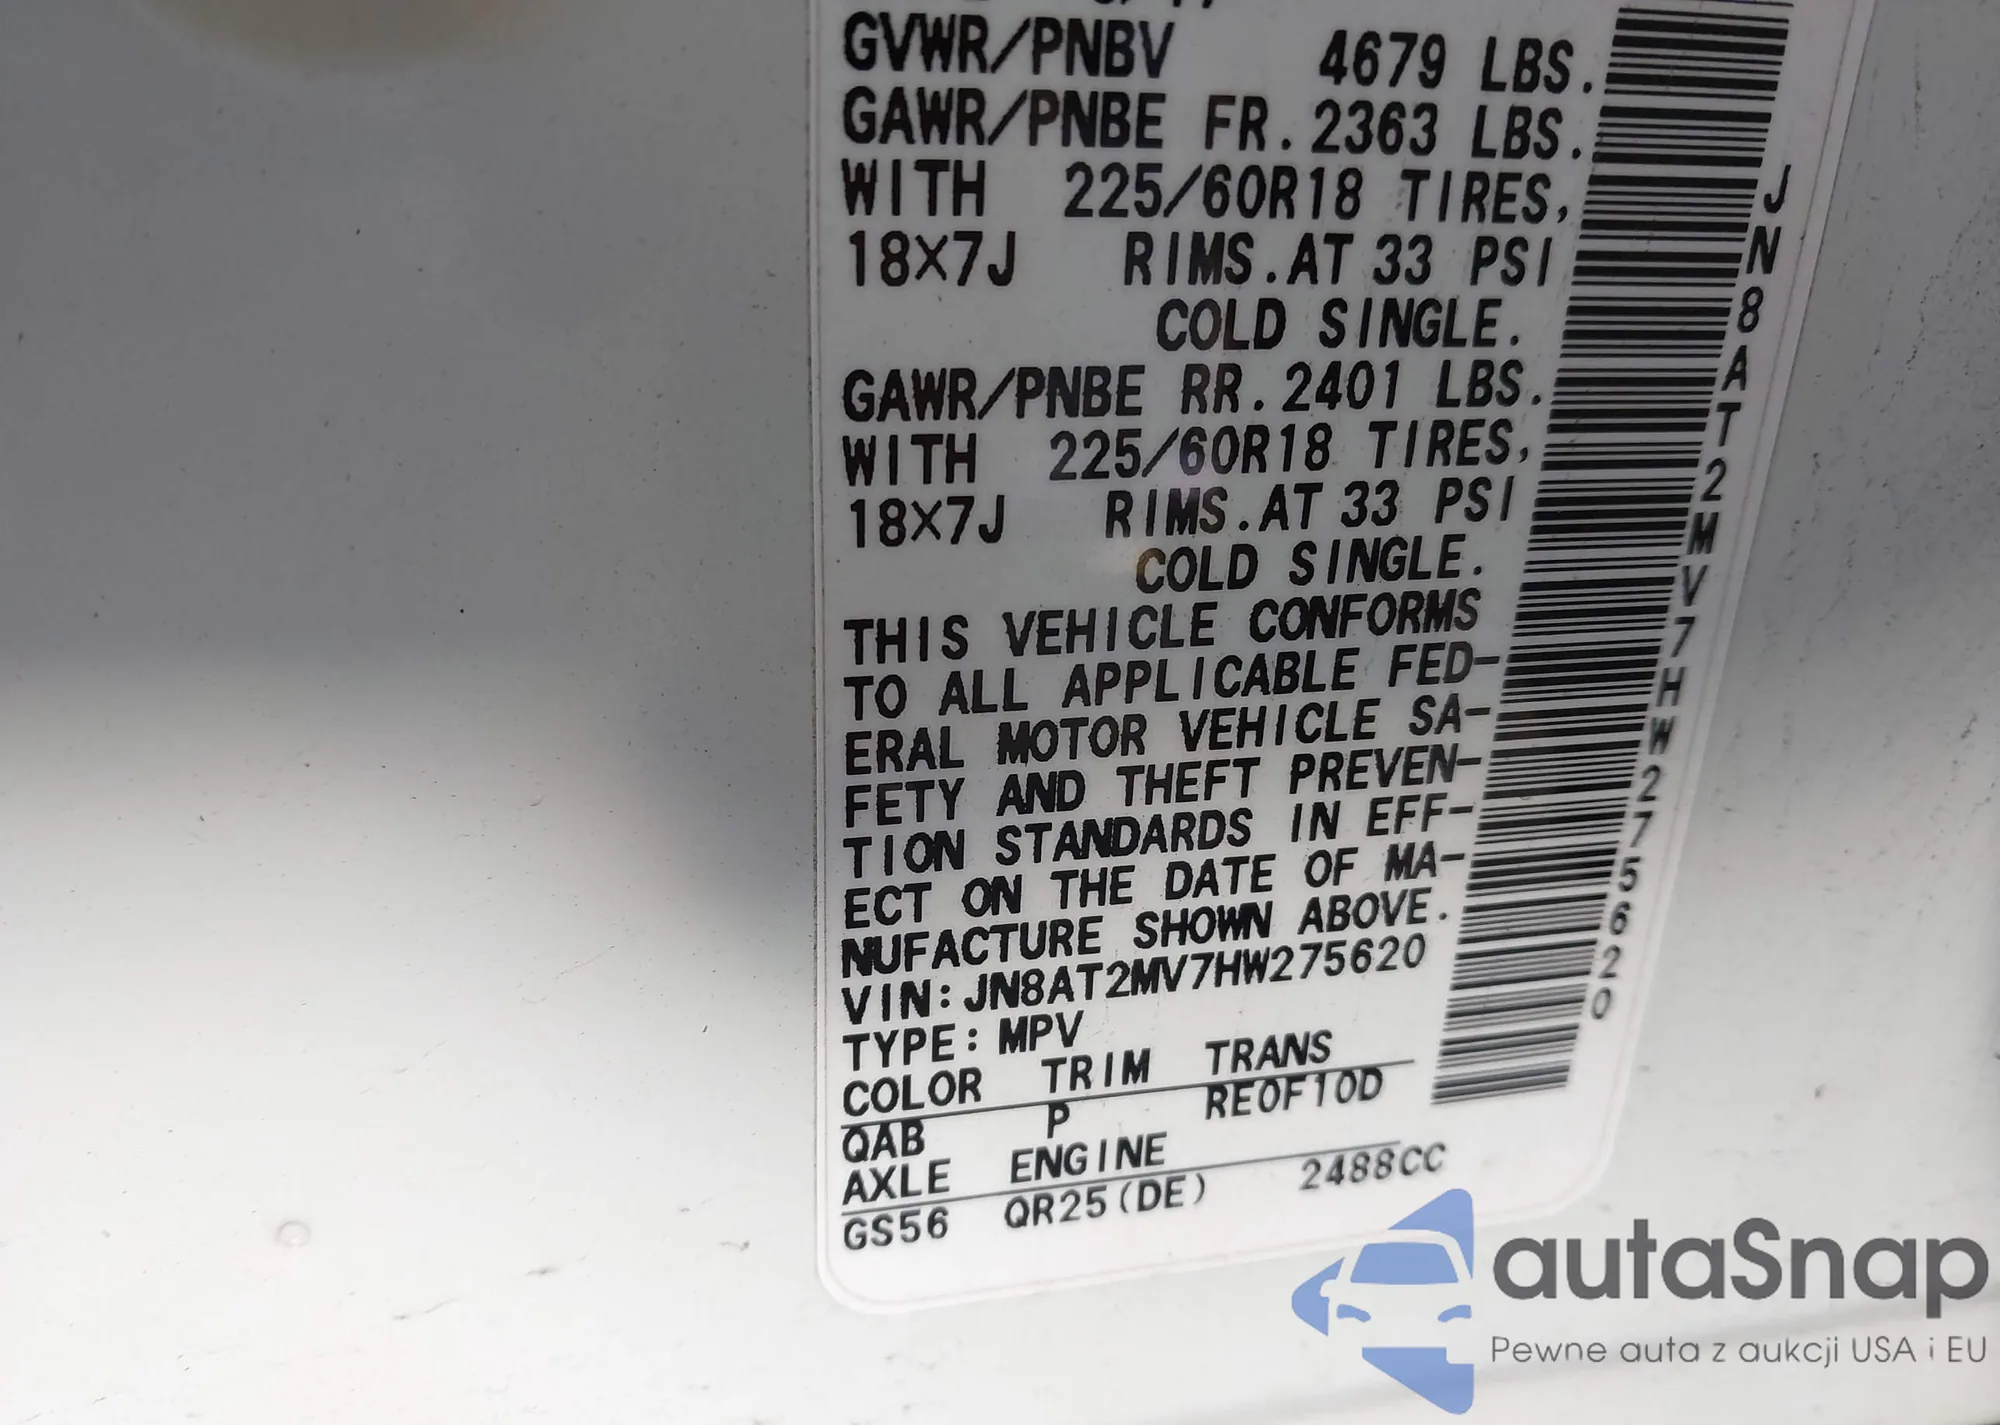 GVWR/PNBV 4679 LBS.
GAWR/PNBE FR. 2363 LBS.
WITH 225/60R18 TIRES,
18X7J RIMS. AT 33 PSI
COLD SINGLE.
GAWR/PNBE RR. 2401 LBS.
WITH 225/60R18 TIRES,
18X7J RIMS. AT 33 PSI
COLD SINGLE.
THIS VEHICLE CONFORMS
TO ALL APPLICABLE FED-
ERAL MOTOR VEHICLE SA-
FETY AND THEFT PREVEN-
TION STANDARDS IN EFF-
ECT ON THE DATE OF MA-
NUFACTURE SHOWN ABOVE.
VIN: JN8AT2MV7HW275620
TYPE: MPV
COLOR TRIM TRANS
QAB P RE0F10D
AXLE ENGINE
GS56 QR25(DE) 2488CC
JN8AT2MV7HW275620
autaSnap
Pewne auta z aukcji USA i EU